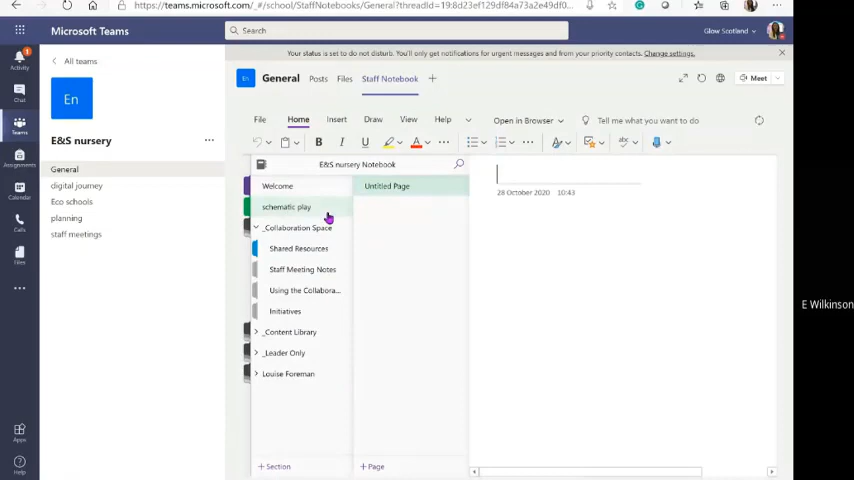 teams.microsoft.com/_#/school/StaffNotebooks/General?threadId=19:8d23ef129df84a73a2e49df0...
Microsoft Teams
Search
Glow Scotland
Your status is set to do not disturb. You'll only get notifications for urgent messages and from your priority contacts. Change settings.
Activity
Chat
Teams
Assignments
Calendar
Calls
Files
Apps
Help
All teams
En
E&S nursery
General
digital journey
Eco schools
planning
staff meetings
En
General
Posts
Files
Staff Notebook
Meet
File
Home
Insert
Draw
View
Help
Open in Browser
Tell me what you want to do
B I U A abc
E&S nursery Notebook
Welcome
schematic play
_Collaboration Space
Shared Resources
Staff Meeting Notes
Using the Collabora...
Initiatives
_Content Library
_Leader Only
Louise Foreman
+ Section
Untitled Page
+ Page
28 October 2020 10:43
E Wilkinson